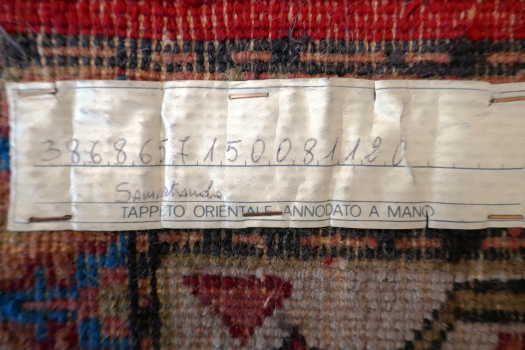 3868657150081120
TAPPETO ORIENTALE ANNODATO A MANO